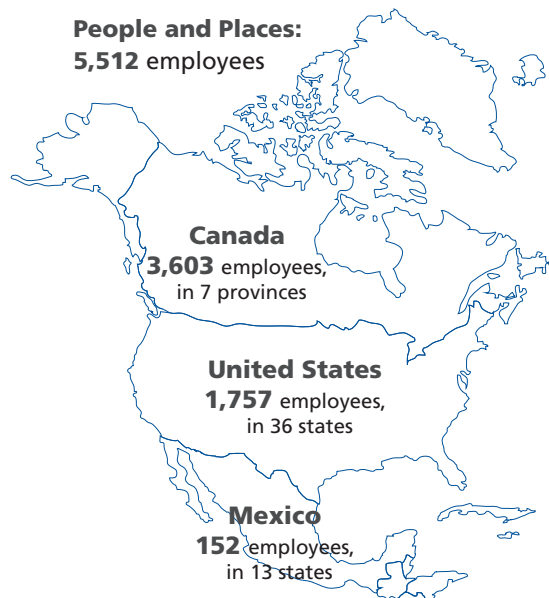 People and Places:
5,512 employees
Canada
3,603 employees,
in 7 provinces
United States
1,757 employees,
in 36 states
Mexico
152 employees,
in 13 states